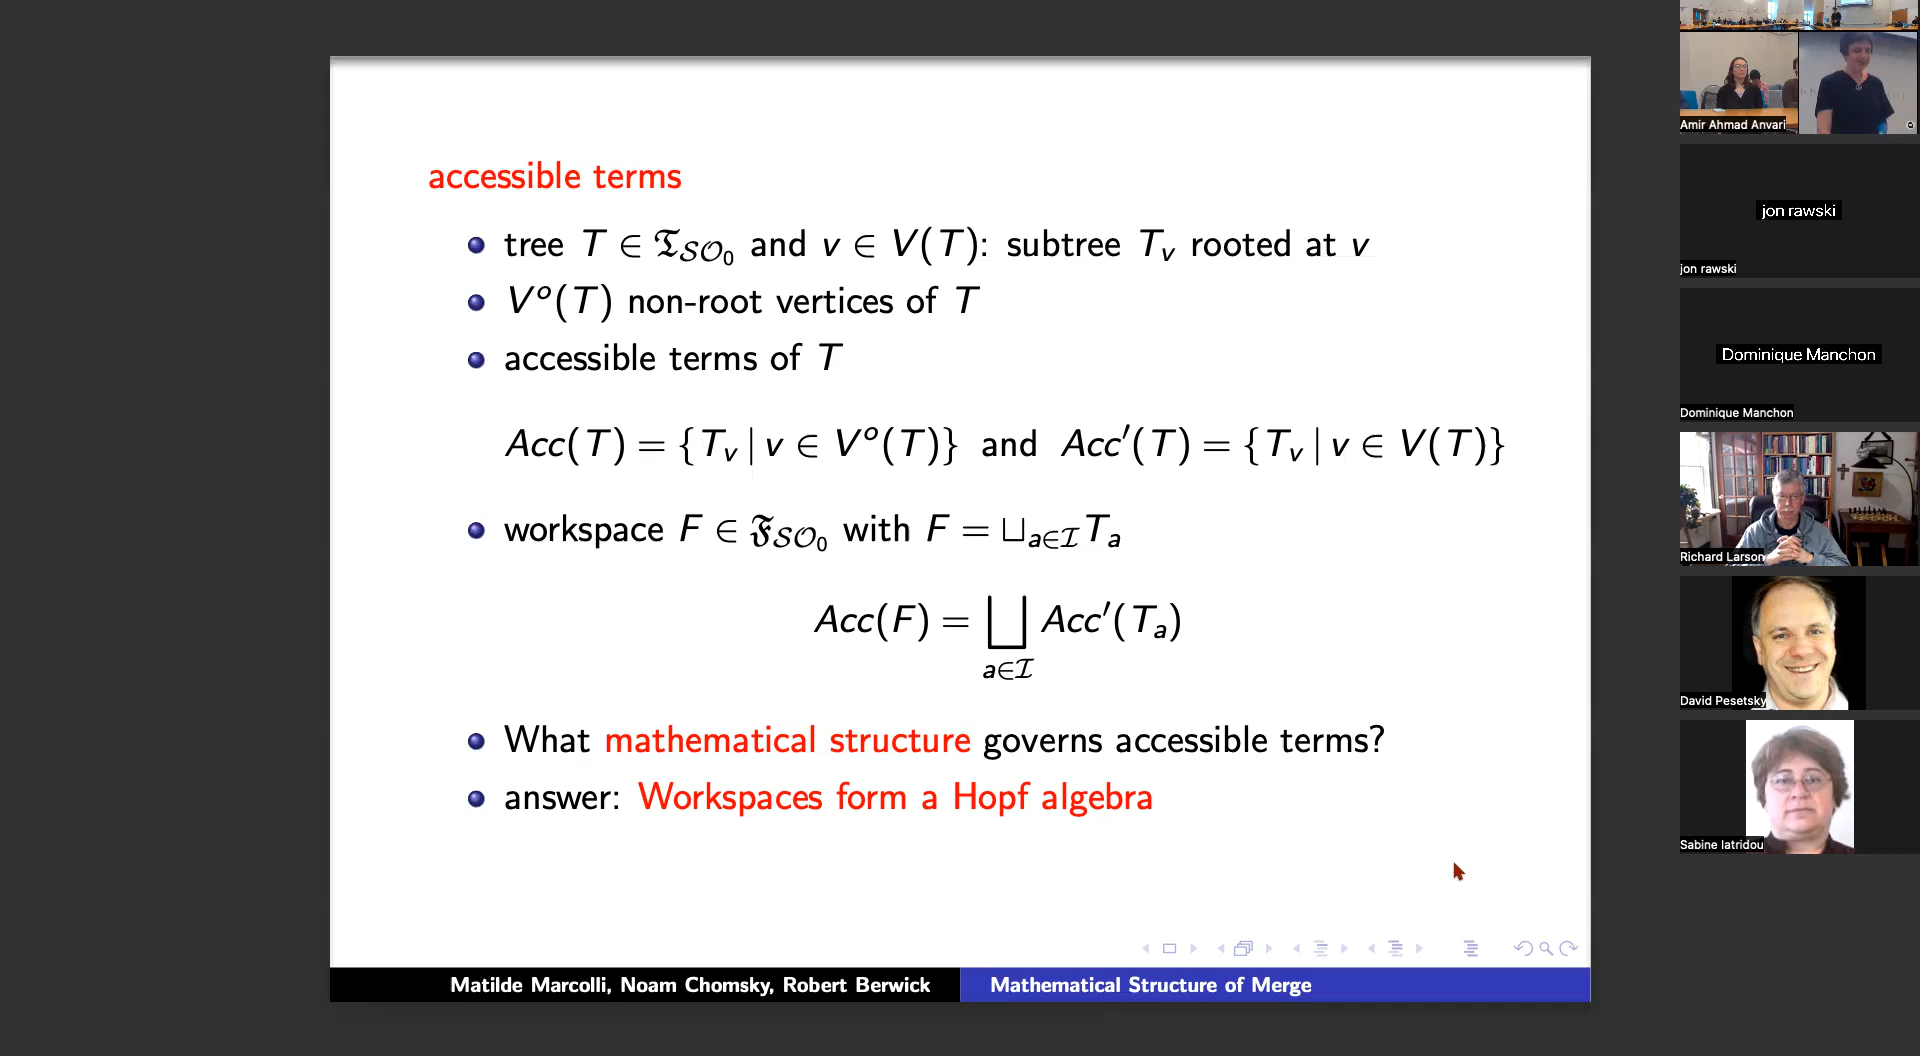 accessible terms
tree T ∈ 𝔗_{𝒮𝒪₀} and v ∈ V(T): subtree T_v rooted at v
V^o(T) non-root vertices of T
accessible terms of T
Acc(T) = {T_v | v ∈ V^o(T)} and Acc′(T) = {T_v | v ∈ V(T)}
workspace F ∈ 𝔉_{𝒮𝒪₀} with F = ⊔_{a∈ℐ} T_a
Acc(F) = ⨆_{a∈ℐ} Acc′(T_a)
What mathematical structure governs accessible terms?
answer: Workspaces form a Hopf algebra
Matilde Marcolli, Noam Chomsky, Robert Berwick
Mathematical Structure of Merge
Amir Ahmad Anvari
jon rawski
jon rawski
Dominique Manchon
Dominique Manchon
Richard Larson
David Pesetsky
Sabine Iatridou